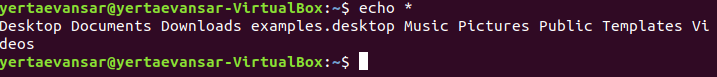 yertaevansar@yertaevansar-VirtualBox:~$ echo *
Desktop Documents Downloads examples.desktop Music Pictures Public Templates Vi
deos
yertaevansar@yertaevansar-VirtualBox:~$